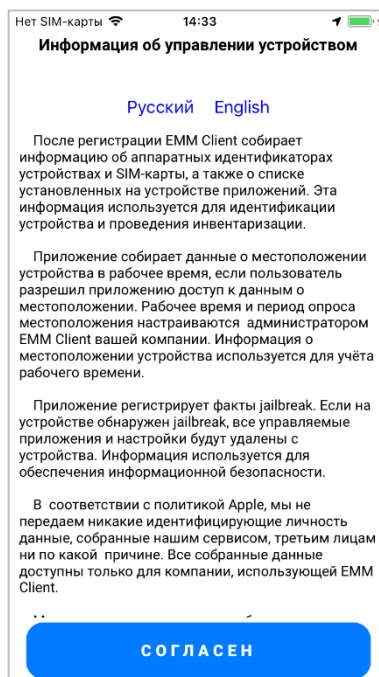 Нет SIM-карты 14:33
Информация об управлении устройством
Русский English
После регистрации EMM Client собирает
информацию об аппаратных идентификаторах
устройствах и SIM-карты, а также о списке
установленных на устройстве приложений. Эта
информация используется для идентификации
устройства и проведения инвентаризации.
Приложение собирает данные о местоположении
устройства в рабочее время, если пользователь
разрешил приложению доступ к данным о
местоположении. Рабочее время и период опроса
местоположения настраиваются администратором
EMM Client вашей компании. Информация о
местоположении устройства используется для учёта
рабочего времени.
Приложение регистрирует факты jailbreak. Если на
устройстве обнаружен jailbreak, все управляемые
приложения и настройки будут удалены с
устройства. Информация используется для
обеспечения информационной безопасности.
В соответствии с политикой Apple, мы не
передаем никакие идентифицирующие личность
данные, собранные нашим сервисом, третьим лицам
ни по какой причине. Все собранные данные
доступны только для компании, использующей EMM
Client.
СОГЛАСЕН